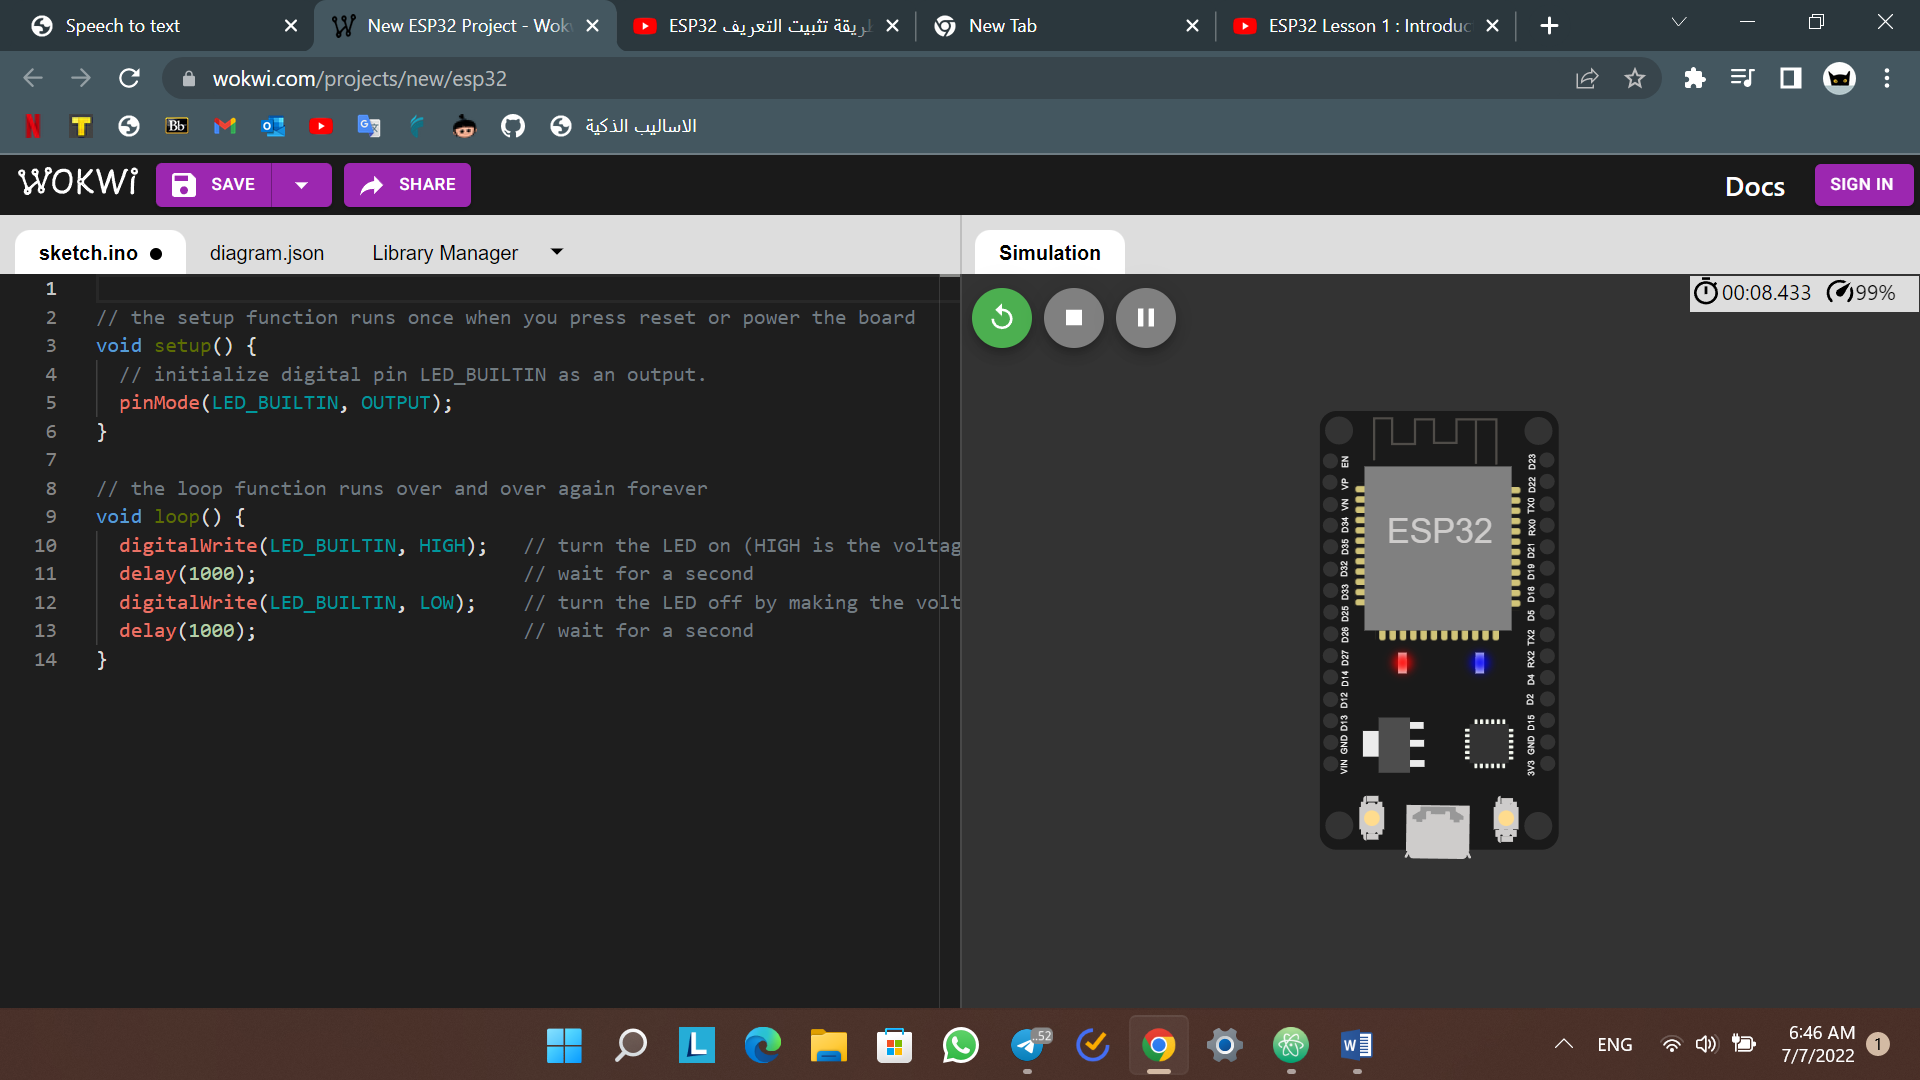 Speech to text
New ESP32 Project - Wok
ESP32 طريقة تثبيت التعريف
New Tab
ESP32 Lesson 1 : Introduc
wokwi.com/projects/new/esp32
الاساليب الذكية
WOKWi
SAVE
SHARE
Docs
SIGN IN
sketch.ino
diagram.json
Library Manager
Simulation
00:08.433
99%
1
2 // the setup function runs once when you press reset or power the board
3 void setup() {
4 // initialize digital pin LED_BUILTIN as an output.
5 pinMode(LED_BUILTIN, OUTPUT);
6 }
7
8 // the loop function runs over and over again forever
9 void loop() {
10 digitalWrite(LED_BUILTIN, HIGH); // turn the LED on (HIGH is the voltag
11 delay(1000); // wait for a second
12 digitalWrite(LED_BUILTIN, LOW); // turn the LED off by making the volt
13 delay(1000); // wait for a second
14 }
ESP32
EN
VP
VN
D34
D35
D32
D33
D25
D26
D27
D14
D12
D13
GND
VIN
D23
D22
TX0
RX0
D21
D19
D18
D5
TX2
RX2
D4
D2
D15
GND
3V3
Bb
L
W
..52
ENG
6:46 AM
7/7/2022
1